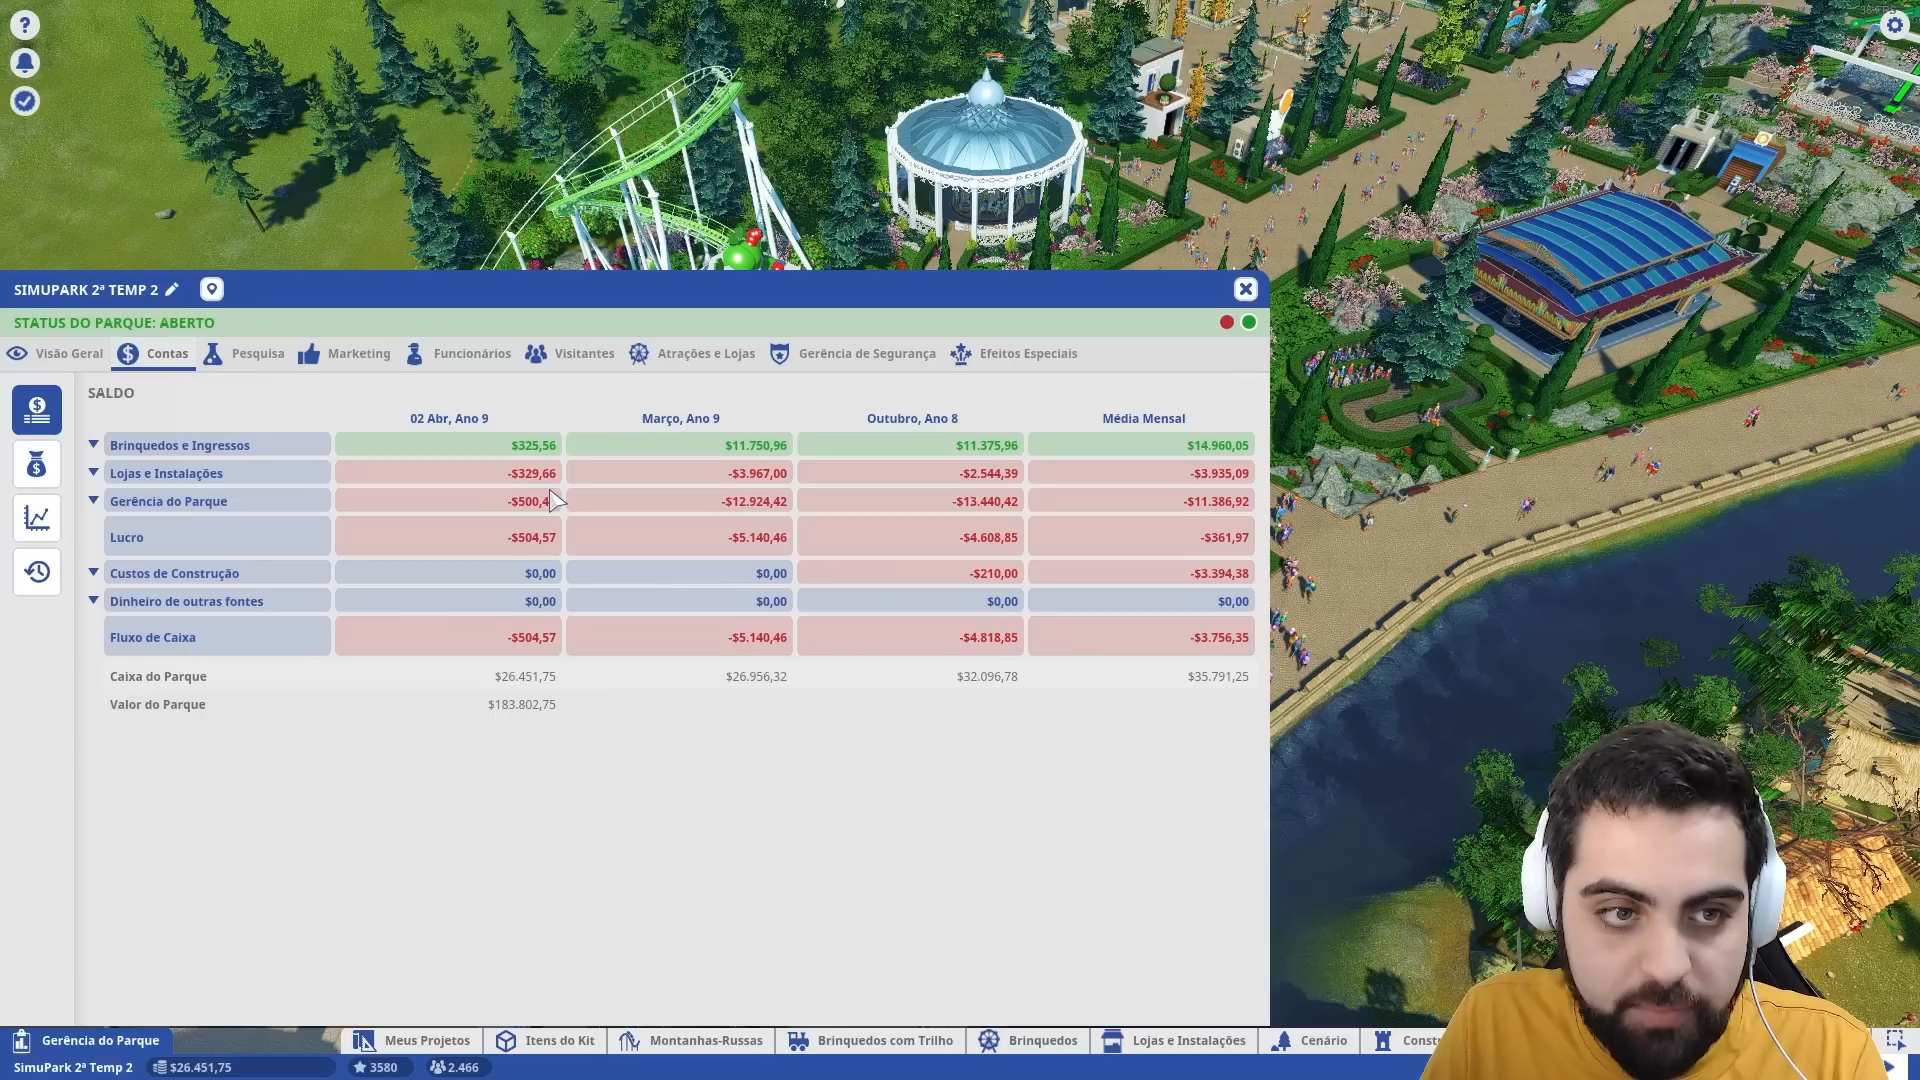 SIMUPARK 2ª TEMP 2
STATUS DO PARQUE: ABERTO
Visão Geral Contas Pesquisa Marketing Funcionários Visitantes Atrações e Lojas Gerência de Segurança Efeitos Especiais
SALDO
02 Abr, Ano 9 Março, Ano 9 Outubro, Ano 8 Média Mensal
Brinquedos e Ingressos $325,56 $11.750,96 $11.375,96 $14.960,05
Lojas e Instalações -$329,66 -$3.967,00 -$2.544,39 -$3.935,09
Gerência do Parque -$500,4 -$12.924,42 -$13.440,42 -$11.386,92
Lucro -$504,57 -$5.140,46 -$4.608,85 -$361,97
Custos de Construção $0,00 $0,00 -$210,00 -$3.394,38
Dinheiro de outras fontes $0,00 $0,00 $0,00 $0,00
Fluxo de Caixa -$504,57 -$5.140,46 -$4.818,85 -$3.756,35
Caixa do Parque $26.451,75 $26.956,32 $32.096,78 $35.791,25
Valor do Parque $183.802,75
Gerência do Parque Meus Projetos Itens do Kit Montanhas-Russas Brinquedos com Trilho Brinquedos Lojas e Instalações Cenário Constr
SimuPark 2ª Temp 2 $26.451,75 3580 2.466